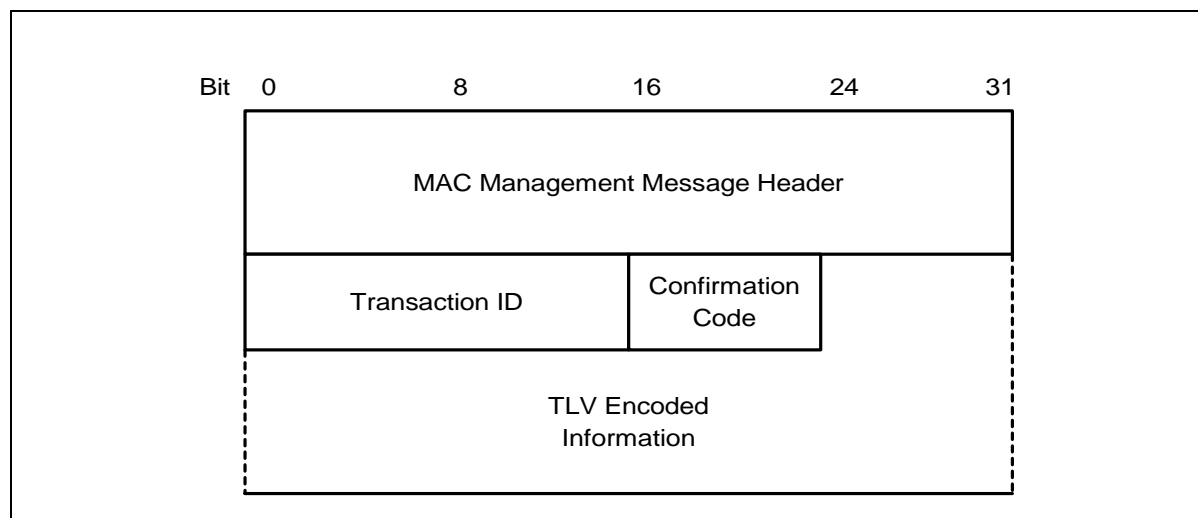 Bit 0 8 16 24 31
MAC Management Message Header
Transaction ID
Confirmation
Code
TLV Encoded
Information